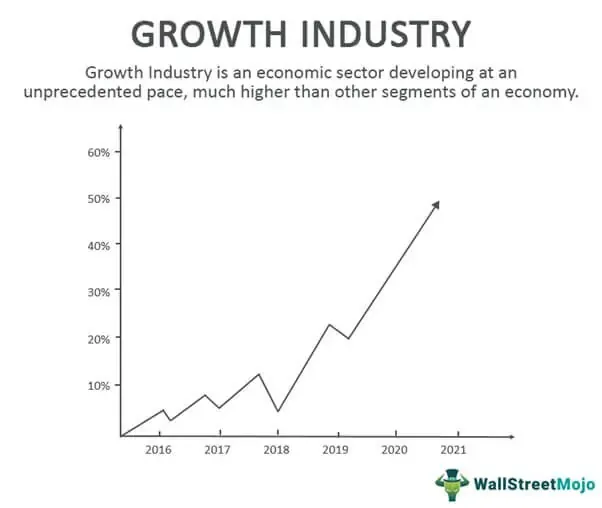 GROWTH INDUSTRY
Growth Industry is an economic sector developing at an
unprecedented pace, much higher than other segments of an economy.
60%
50%
40%
30%
20%
10%
2016 2017 2018 2019 2020 2021
WallStreetMojo